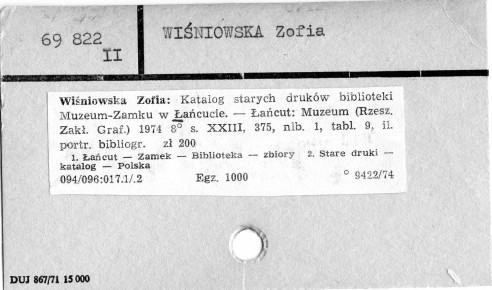 69 822
II
WIŚNIOWSKA Zofia
Wiśniowska Zofia: Katalog starych druków biblioteki
Muzeum-Zamku w Łańcucie. — Łańcut: Muzeum (Rzesz.
Zakł. Graf.) 1974 8° s. XXIII, 375, nlb. 1, tabl. 9, il.
portr. bibliogr. zł 200
1. Łańcut — Zamek — Biblioteka — zbiory 2. Stare druki —
katalog — Polska
094/096:017.1/.2 Egz. 1000 ° 9422/74
DUJ 867/71 15 000